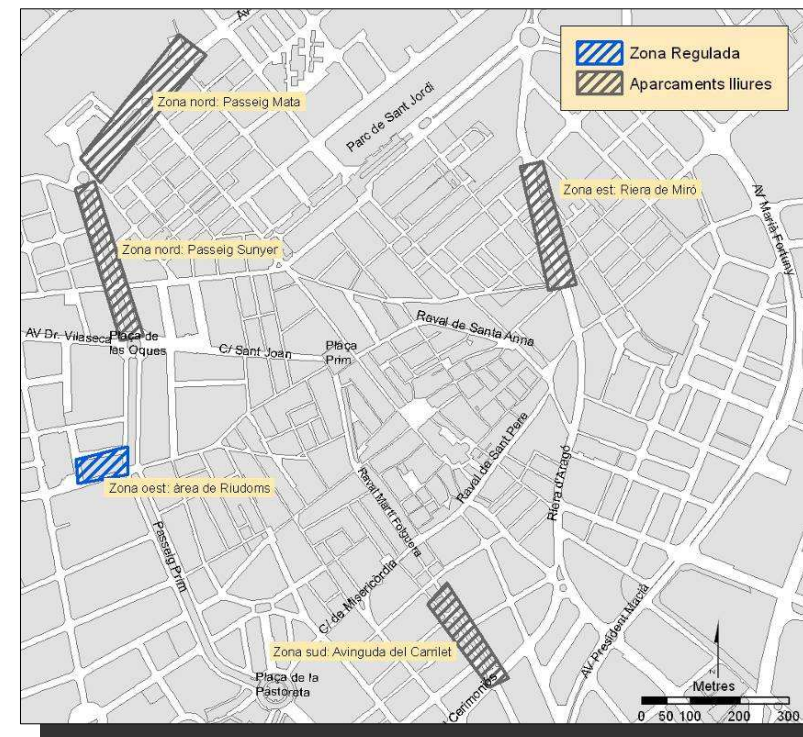 AV
Zona Regulada
Aparcaments lliures
Zona nord: Passeig Mata
Parc de Sant Jordi
Zona est: Riera de Miró
AV Maria Fortuny
Zona nord: Passeig Sunyer
AV Dr. Vilaseca
Plaça de
les Oques
C/ Sant Joan
Plaça
Prim
Raval de Santa Anna
Raval de Sant Pere
Riera d'Aragó
Zona oest: àrea de Riudoms
Raval Martí Folguera
Passeig Prim
C/ de Misericòrdia
Zona sud: Avinguda del Carrilet
AV President Macià
Plaça de la
Pastoreta
Cerimoniós
Metres
0 50 100 200 300